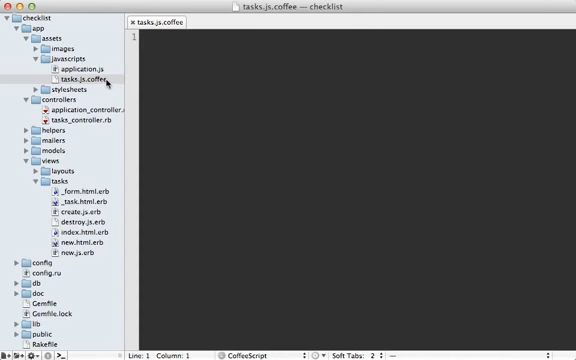 tasks.js.coffee — checklist
checklist
app
assets
images
javascripts
application.js
tasks.js.coffee
stylesheets
controllers
application_controller.r
tasks_controller.rb
helpers
mailers
models
views
layouts
tasks
_form.html.erb
_task.html.erb
create.js.erb
destroy.js.erb
index.html.erb
new.html.erb
new.js.erb
config
config.ru
db
doc
Gemfile
Gemfile.lock
lib
public
Rakefile
tasks.js.coffee
1
Line: 1 Column: 1 CoffeeScript Soft Tabs: 2 —